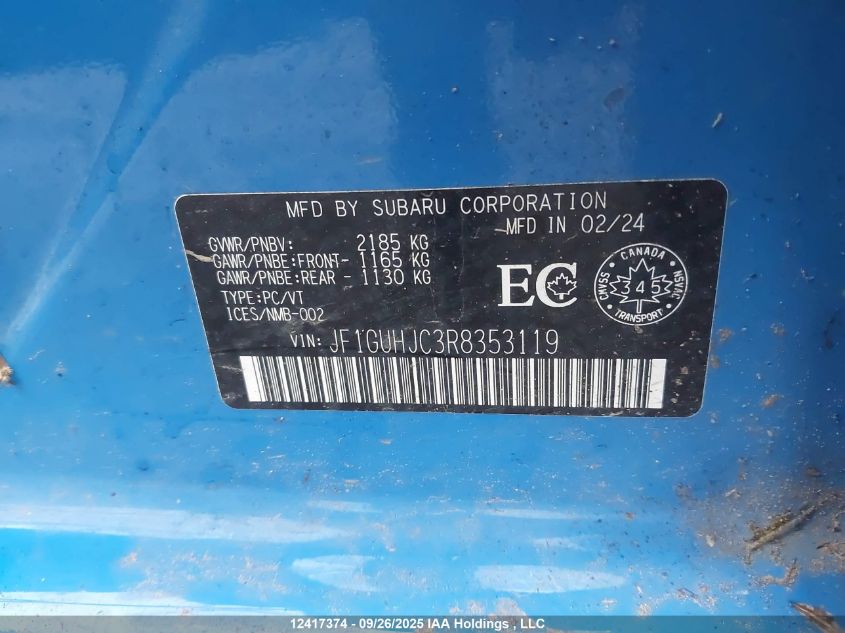 MFD BY SUBARU CORPORATION
MFD IN 02/24
GVWR/PNBV: 2185 KG
GAWR/PNBE:FRONT- 1165 KG
GAWR/PNBE:REAR - 1130 KG
TYPE:PC/VT
ICES/NMB-002
EC
CANADA
CMVSS
345
NSVAC
TRANSPORT
VIN: JF1GUHJC3R8353119
12417374 - 09/26/2025 IAA Holdings , LLC